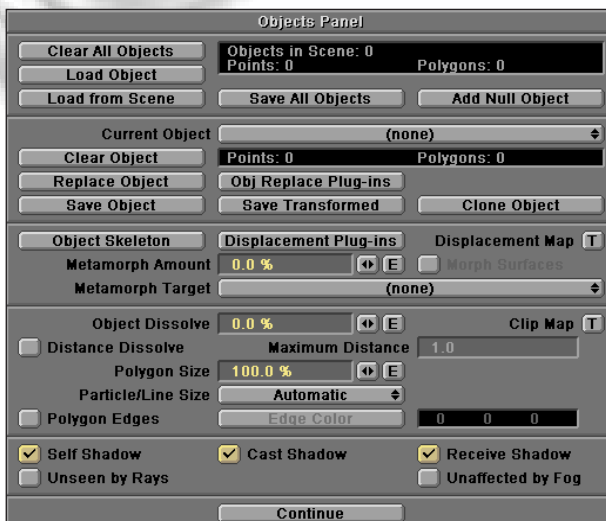 Objects Panel
Clear All Objects
Objects in Scene: 0
Points: 0 Polygons: 0
Load Object
Load from Scene Save All Objects Add Null Object
Current Object (none)
Clear Object Points: 0 Polygons: 0
Replace Object Obj Replace Plug-ins
Save Object Save Transformed Clone Object
Object Skeleton Displacement Plug-ins Displacement Map T
Metamorph Amount 0.0 % E Morph Surfaces
Metamorph Target (none)
Object Dissolve 0.0 % E Clip Map T
Distance Dissolve Maximum Distance 1.0
Polygon Size 100.0 % E
Particle/Line Size Automatic
Polygon Edges Edge Color 0 0 0
Self Shadow Cast Shadow Receive Shadow
Unseen by Rays Unaffected by Fog
Continue